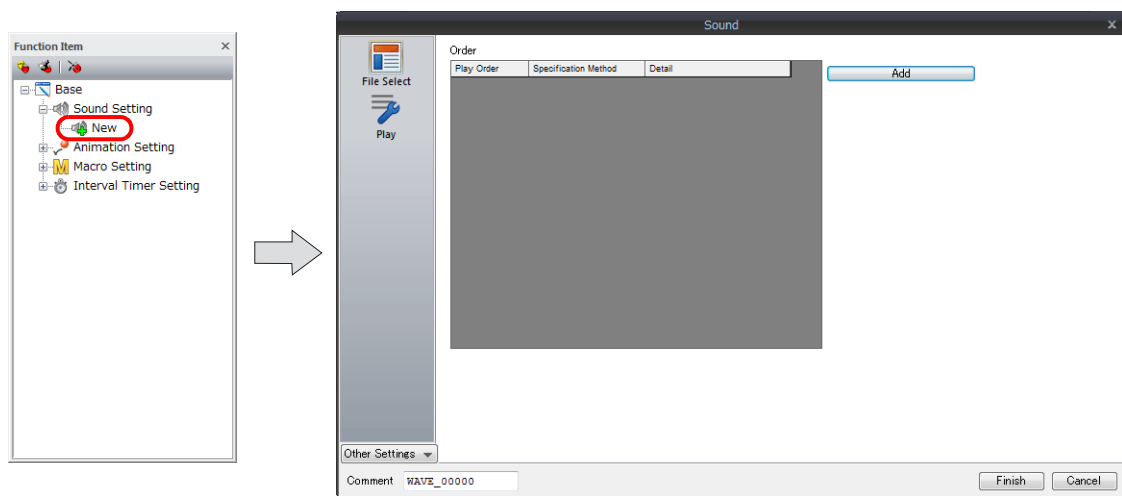 Function Item
Base
Sound Setting
New
Animation Setting
Macro Setting
Interval Timer Setting
Sound
File Select
Play
Order
Play Order Specification Method Detail
Add
Other Settings
Comment WAVE_00000
Finish Cancel